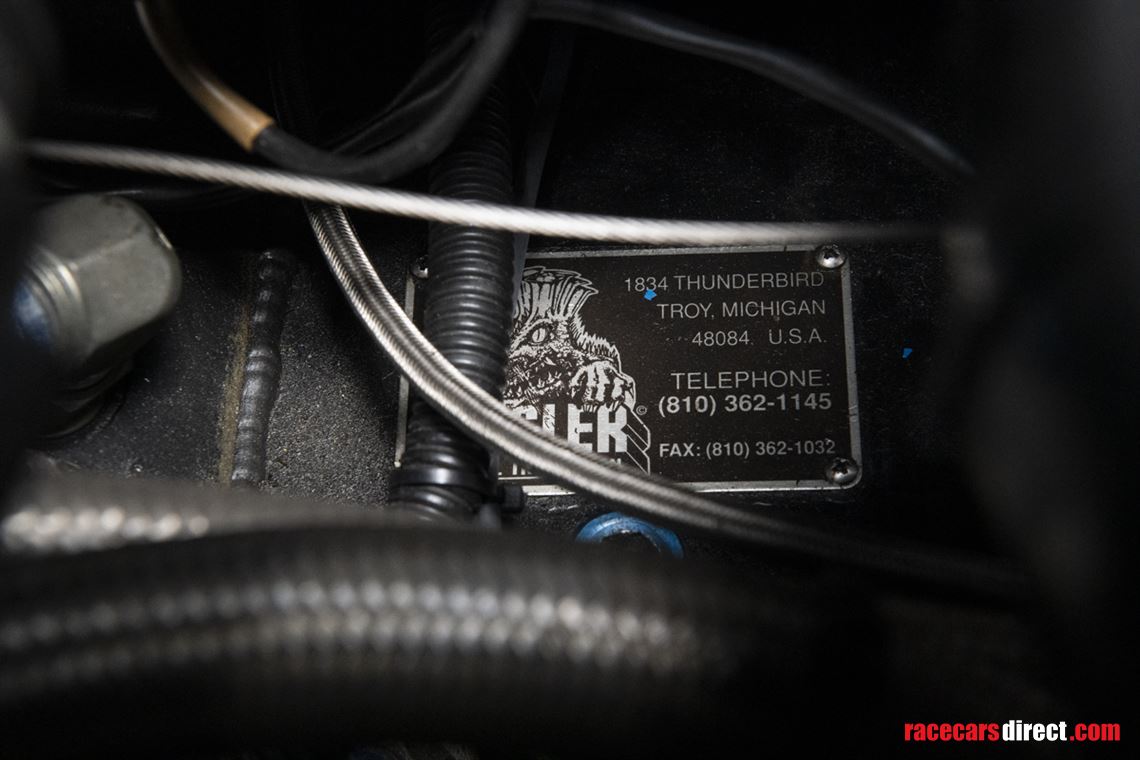 1834 THUNDERBIRD
TROY, MICHIGAN
48084 U.S.A.
TELEPHONE:
(810) 362-1145
FAX: (810) 362-1032
©
racecarsdirect.com